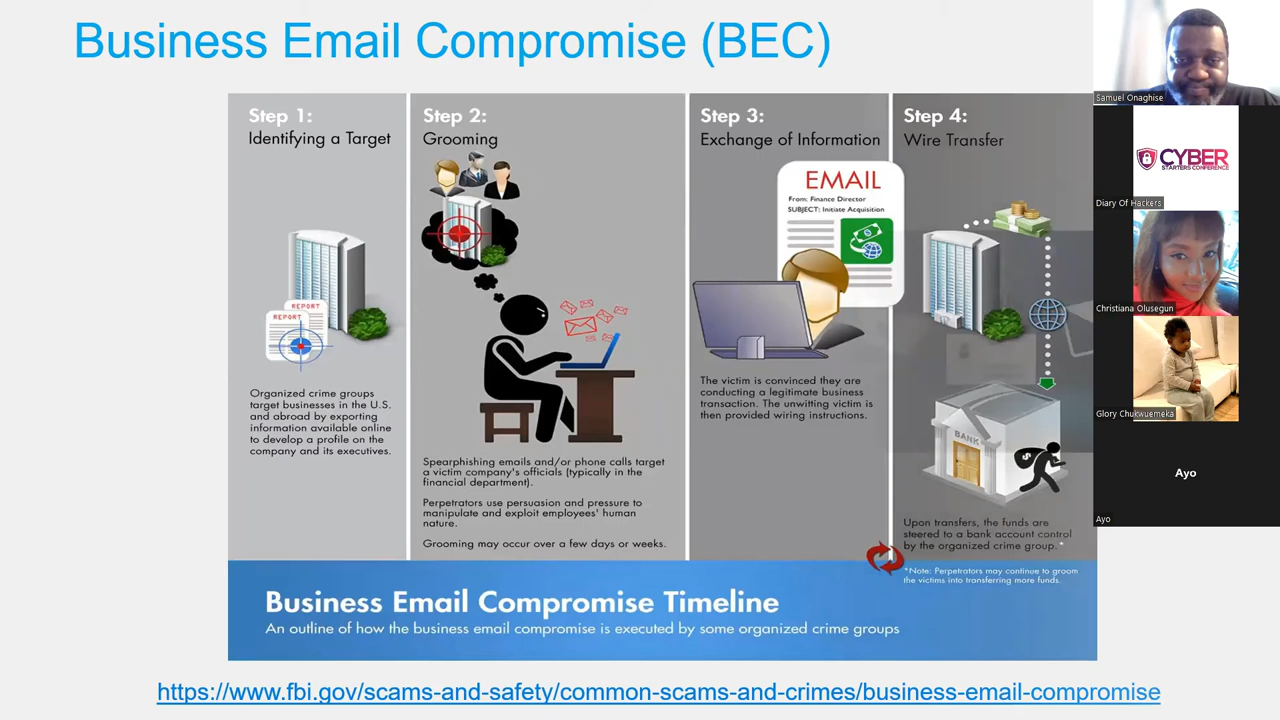 Business Email Compromise (BEC)
Step 1:
Identifying a Target
REPORT
REPORT
Organized crime groups
target businesses in the U.S.
and abroad by exporting
information available online
to develop a profile on the
company and its executives.
Step 2:
Grooming
Spearphishing emails and/or phone calls target
a victim company's officials (typically in the
financial department).
Perpetrators use persuasion and pressure to
manipulate and exploit employees' human
nature.
Grooming may occur over a few days or weeks.
Step 3:
Exchange of Information
EMAIL
From: Finance Director
SUBJECT: Initiate Acquisition
The victim is convinced they are
conducting a legitimate business
transaction. The unwitting victim is
then provided wiring instructions.
Step 4:
Wire Transfer
BANK
$
Upon transfers, the funds are
steered to a bank account control
by the organized crime group.*
*Note: Perpetrators may continue to groom
the victims into transferring more funds.
Business Email Compromise Timeline
An outline of how the business email compromise is executed by some organized crime groups
https://www.fbi.gov/scams-and-safety/common-scams-and-crimes/business-email-compromise
Samuel Onaghise
CYBER
STARTERS CONFERENCE
Diary Of Hackers
Christiana Olusegun
Glory Chukwuemeka
Ayo
Ayo